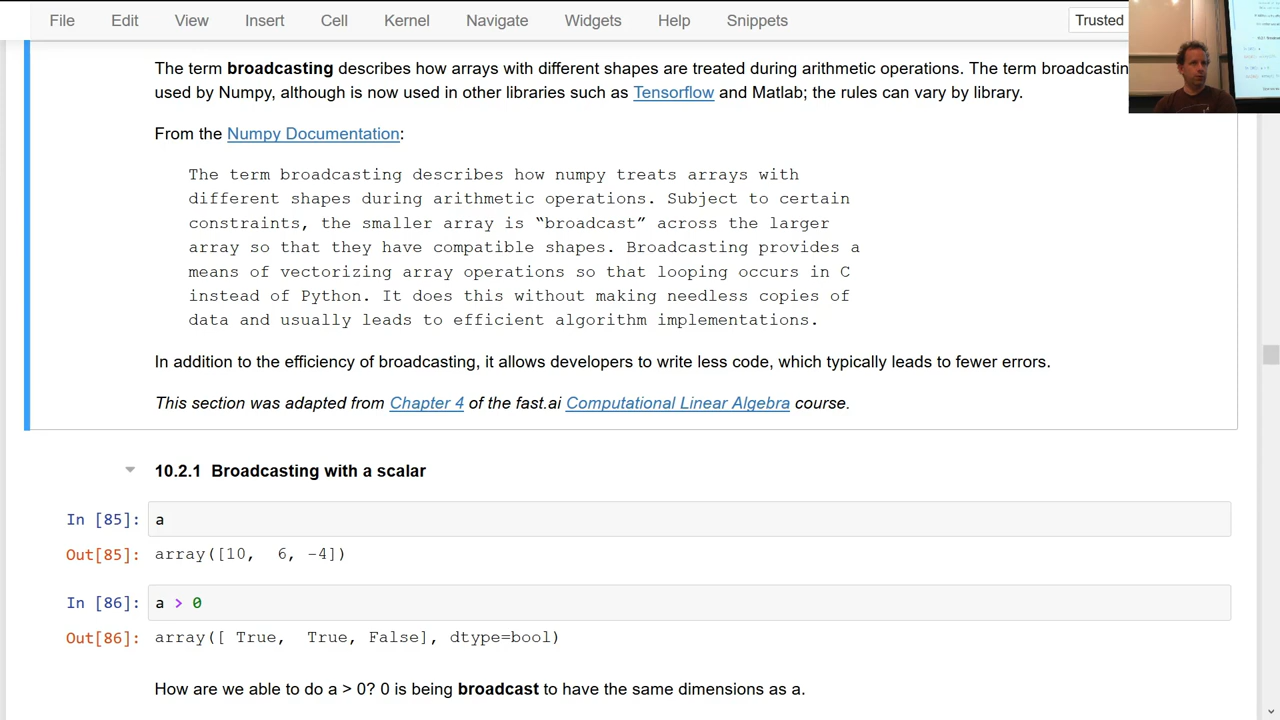 File Edit View Insert Cell Kernel Navigate Widgets Help Snippets Trusted
The term broadcasting describes how arrays with different shapes are treated during arithmetic operations. The term
used by Numpy, although is now used in other libraries such as Tensorflow and Matlab; the rules can vary by library.
From the Numpy Documentation:
The term broadcasting describes how numpy treats arrays with
different shapes during arithmetic operations. Subject to certain
constraints, the smaller array is “broadcast” across the larger
array so that they have compatible shapes. Broadcasting provides a
means of vectorizing array operations so that looping occurs in C
instead of Python. It does this without making needless copies of
data and usually leads to efficient algorithm implementations.
In addition to the efficiency of broadcasting, it allows developers to write less code, which typically leads to fewer errors.
This section was adapted from Chapter 4 of the fast.ai Computational Linear Algebra course.
10.2.1 Broadcasting with a scalar
In [85]: a
Out[85]: array([10, 6, -4])
In [86]: a > 0
Out[86]: array([ True, True, False], dtype=bool)
How are we able to do a > 0? 0 is being broadcast to have the same dimensions as a.